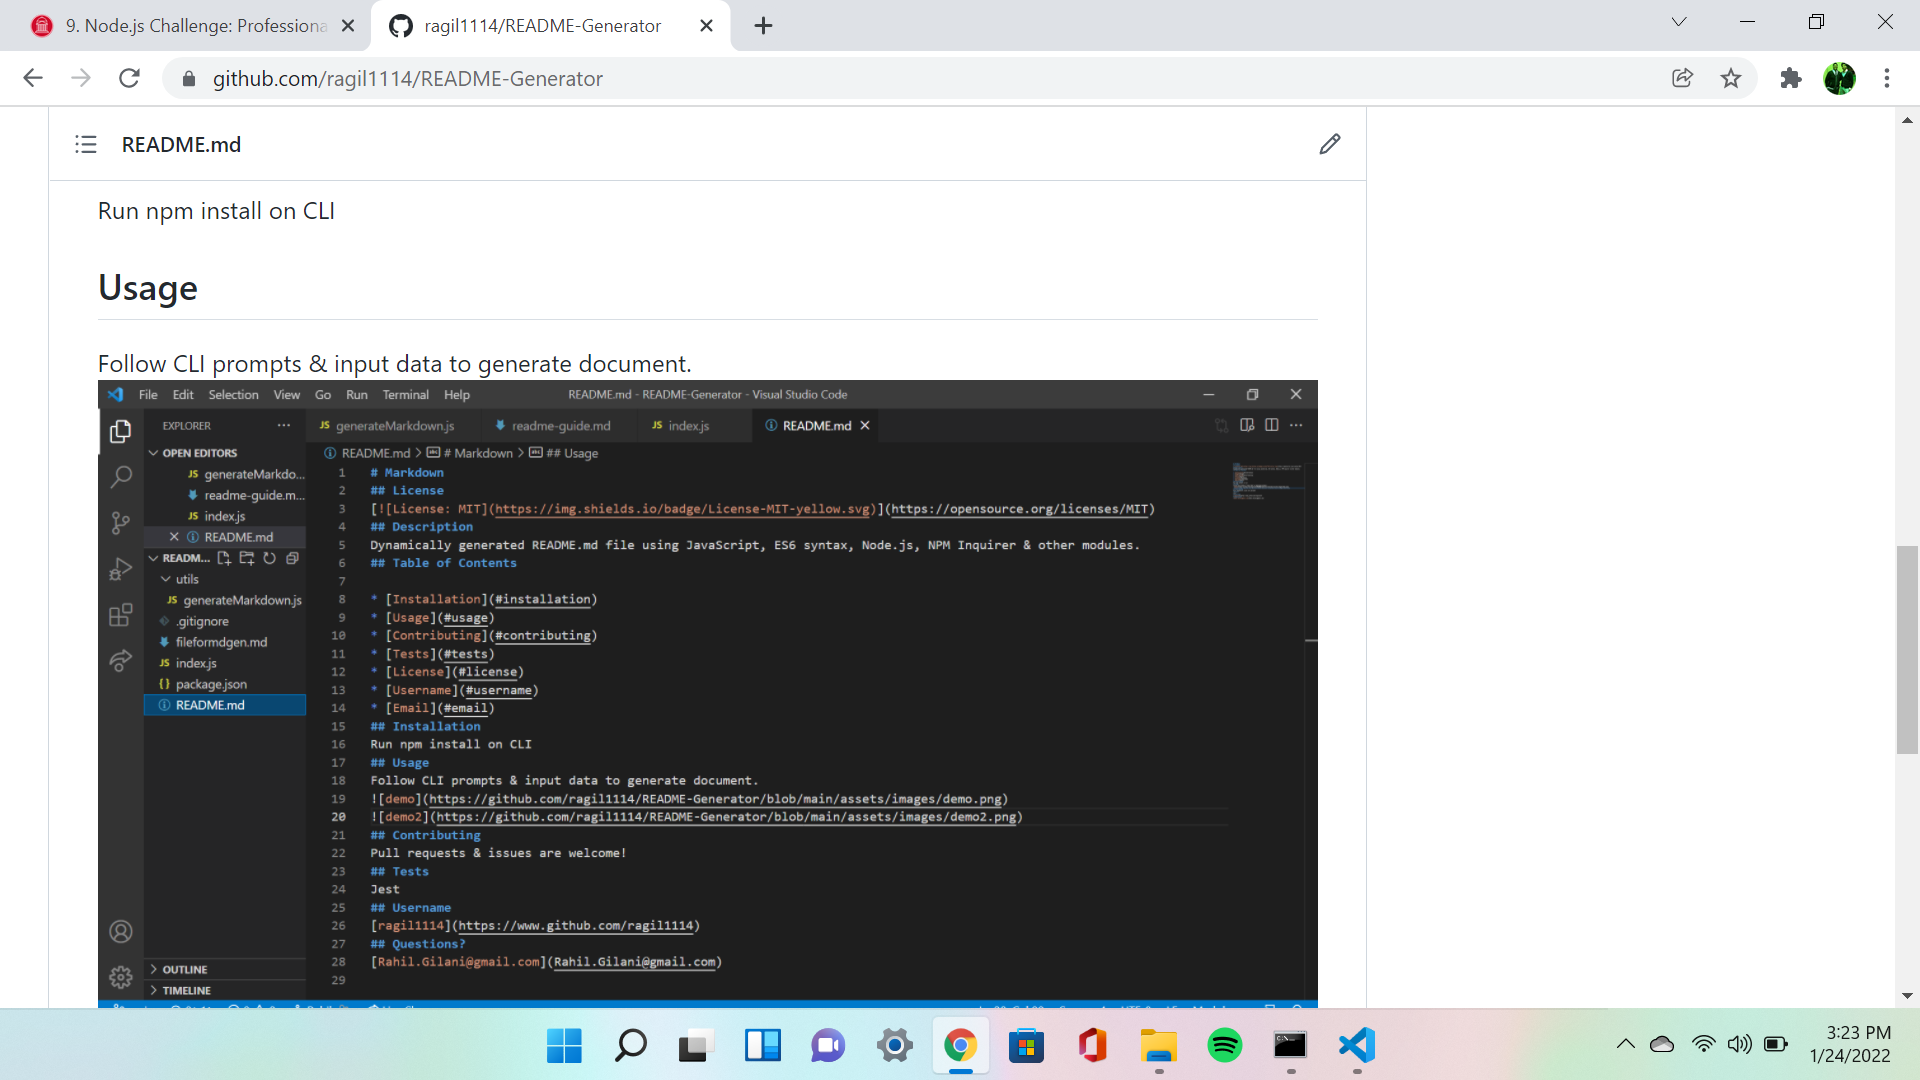 9. Node.js Challenge: Professiona
ragil1114/README-Generator
github.com/ragil1114/README-Generator
README.md
Run npm install on CLI
Usage
Follow CLI prompts & input data to generate document.
File Edit Selection View Go Run Terminal Help
README.md - README-Generator - Visual Studio Code
EXPLORER
JS generateMarkdown.js
readme-guide.md
JS index.js
README.md
OPEN EDITORS
JS generateMarkdo...
readme-guide.m...
JS index.js
README.md
READM...
utils
JS generateMarkdown.js
.gitignore
fileformdgen.md
JS index.js
{} package.json
README.md
OUTLINE
TIMELINE
README.md > # Markdown > ## Usage
1 # Markdown
2 ## License
3 [![License: MIT](https://img.shields.io/badge/License-MIT-yellow.svg)](https://opensource.org/licenses/MIT)
4 ## Description
5 Dynamically generated README.md file using JavaScript, ES6 syntax, Node.js, NPM Inquirer & other modules.
6 ## Table of Contents
7
8 * [Installation](#installation)
9 * [Usage](#usage)
10 * [Contributing](#contributing)
11 * [Tests](#tests)
12 * [License](#license)
13 * [Username](#username)
14 * [Email](#email)
15 ## Installation
16 Run npm install on CLI
17 ## Usage
18 Follow CLI prompts & input data to generate document.
19 ![demo](https://github.com/ragil1114/README-Generator/blob/main/assets/images/demo.png)
20 ![demo2](https://github.com/ragil1114/README-Generator/blob/main/assets/images/demo2.png)
21 ## Contributing
22 Pull requests & issues are welcome!
23 ## Tests
24 Jest
25 ## Username
26 [ragil1114](https://www.github.com/ragil1114)
27 ## Questions?
28 [Rahil.Gilani@gmail.com](Rahil.Gilani@gmail.com)
29
3:23 PM
1/24/2022